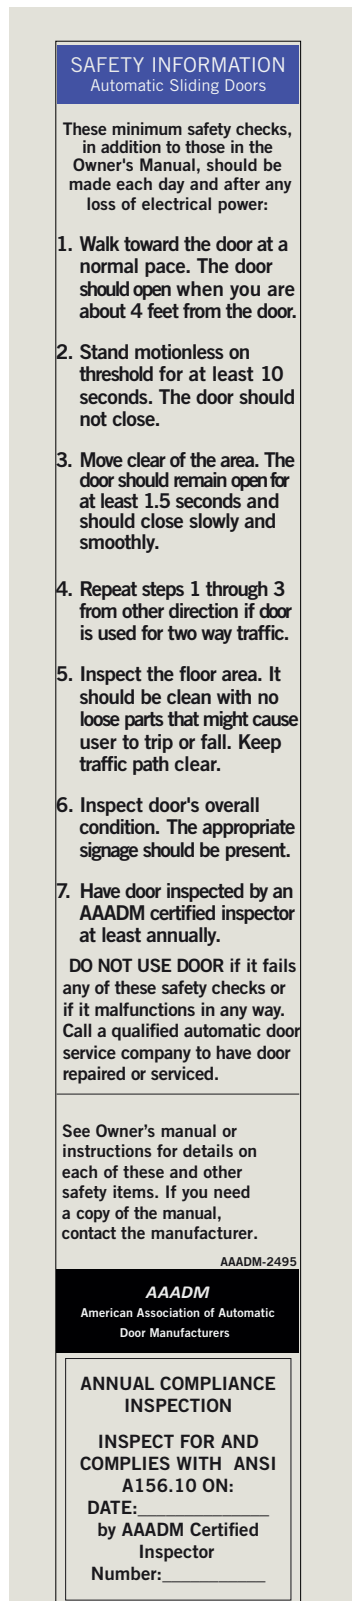 SAFETY INFORMATION
Automatic Sliding Doors
These minimum safety checks,
in addition to those in the
Owner's Manual, should be
made each day and after any
loss of electrical power:
1. Walk toward the door at a
normal pace. The door
should open when you are
about 4 feet from the door.
2. Stand motionless on
threshold for at least 10
seconds. The door should
not close.
3. Move clear of the area. The
door should remain open for
at least 1.5 seconds and
should close slowly and
smoothly.
4. Repeat steps 1 through 3
from other direction if door
is used for two way traffic.
5. Inspect the floor area. It
should be clean with no
loose parts that might cause
user to trip or fall. Keep
traffic path clear.
6. Inspect door's overall
condition. The appropriate
signage should be present.
7. Have door inspected by an
AAADM certified inspector
at least annually.
DO NOT USE DOOR if it fails
any of these safety checks or
if it malfunctions in any way.
Call a qualified automatic door
service company to have door
repaired or serviced.
See Owner’s manual or
instructions for details on
each of these and other
safety items. If you need
a copy of the manual,
contact the manufacturer.
AAADM-2495
AAADM
American Association of Automatic
Door Manufacturers
ANNUAL COMPLIANCE
INSPECTION
INSPECT FOR AND
COMPLIES WITH ANSI
A156.10 ON:
DATE:______________
by AAADM Certified
Inspector
Number:___________